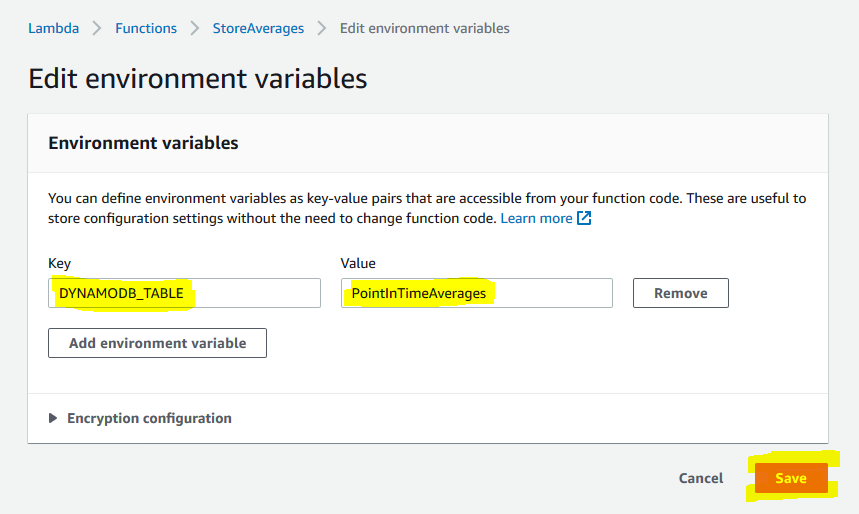 Lambda > Functions > StoreAverages > Edit environment variables
Edit environment variables
Environment variables
You can define environment variables as key-value pairs that are accessible from your function code. These are useful to
store configuration settings without the need to change function code. Learn more
Key Value
DYNAMODB_TABLE PointInTimeAverages Remove
Add environment variable
Encryption configuration
Cancel Save